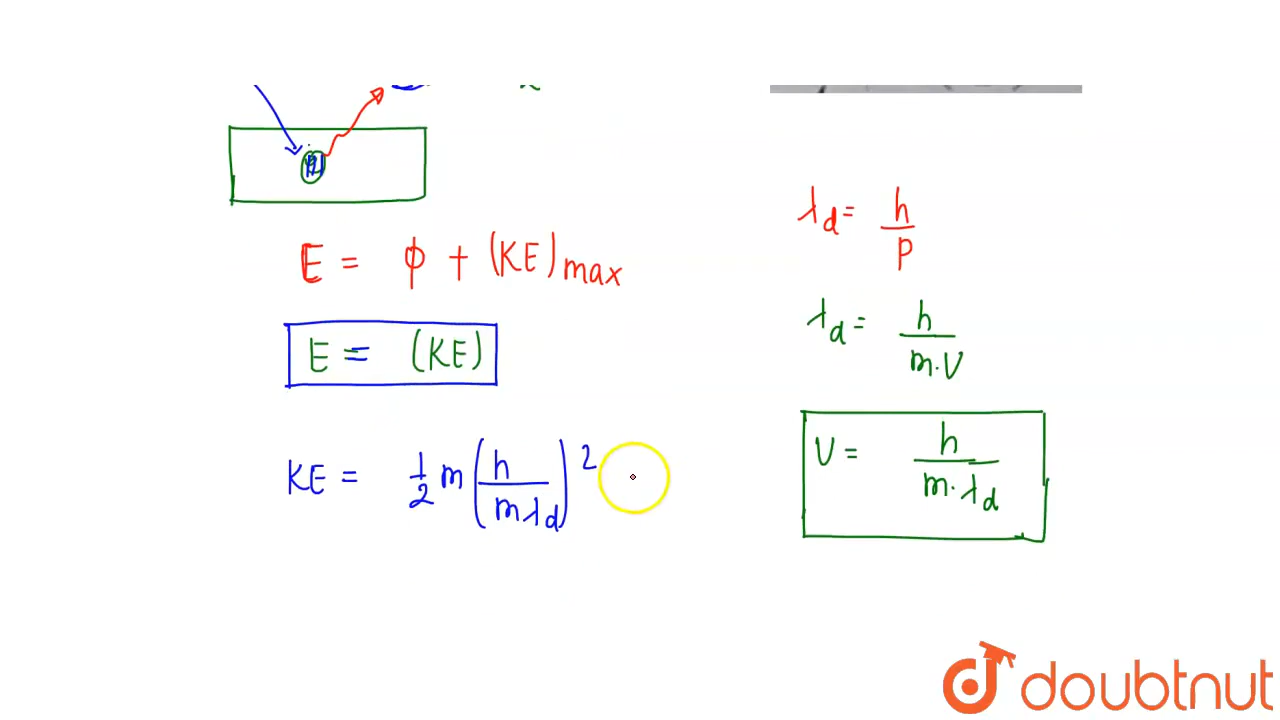 E = ϕ + (KE)max
E = (KE)
KE = 1/2 m (h / mλd)²
λd = h / p
λd = h / m.v
v = h / m.λd
doubtnut